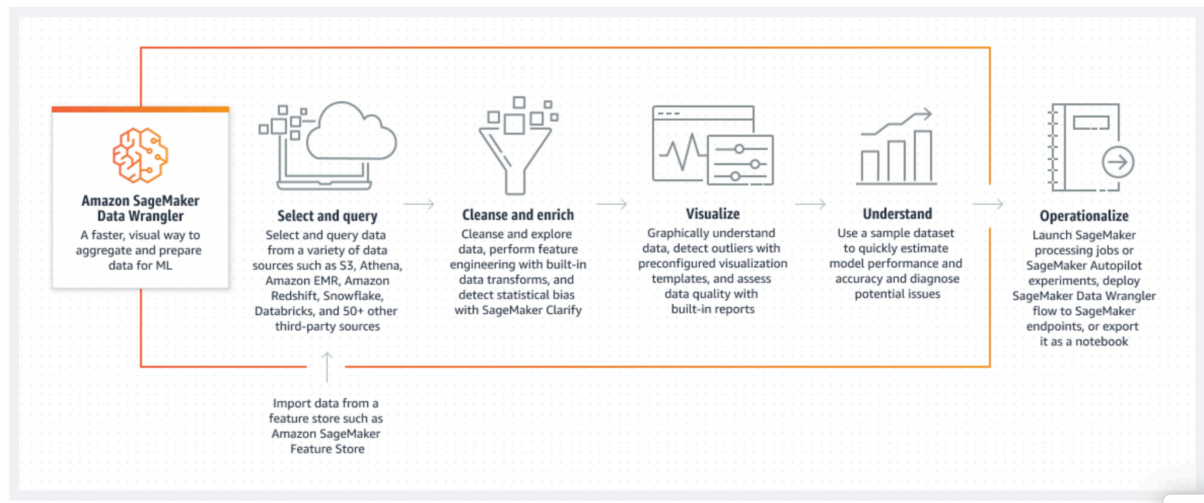 Amazon SageMaker
Data Wrangler
A faster, visual way to
aggregate and prepare
data for ML
Select and query
Select and query data
from a variety of data
sources such as S3, Athena,
Amazon EMR, Amazon
Redshift, Snowflake,
Databricks, and 50+ other
third-party sources
Cleanse and enrich
Cleanse and explore
data, perform feature
engineering with built-in
data transforms, and
detect statistical bias
with SageMaker Clarify
Visualize
Graphically understand
data, detect outliers with
preconfigured visualization
templates, and assess
data quality with
built-in reports
Understand
Use a sample dataset
to quickly estimate
model performance and
accuracy and diagnose
potential issues
Operationalize
Launch SageMaker
processing jobs or
SageMaker Autopilot
experiments, deploy
SageMaker Data Wrangler
flow to SageMaker
endpoints, or export
it as a notebook
Import data from a
feature store such as
Amazon SageMaker
Feature Store